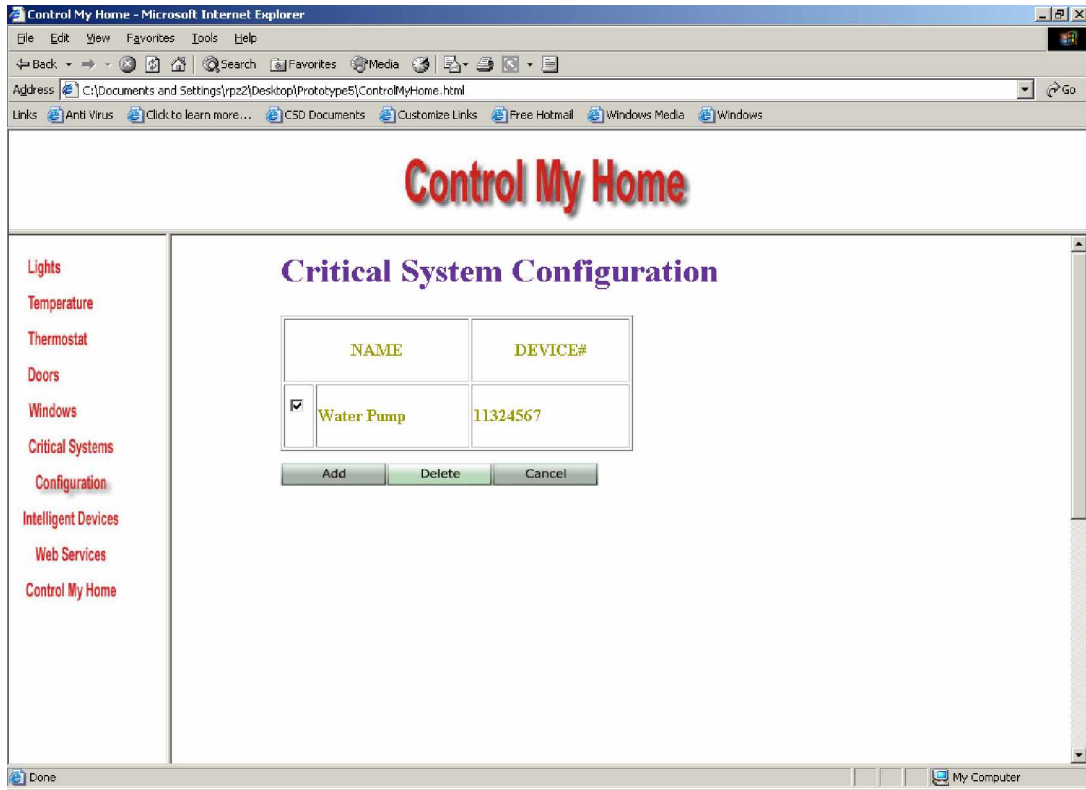 Control My Home - Microsoft Internet Explorer
File Edit View Favorites Tools Help
Back Search Favorites Media
Address C:\Documents and Settings\rpz2\Desktop\Prototype5\ControlMyHome.html Go
Links Anti Virus Click to learn more... CSD Documents Customize Links Free Hotmail Windows Media Windows
Control My Home
Lights
Temperature
Thermostat
Doors
Windows
Critical Systems
Configuration
Intelligent Devices
Web Services
Control My Home
Critical System Configuration
NAME DEVICE#
Water Pump 11324567
Add Delete Cancel
Done My Computer